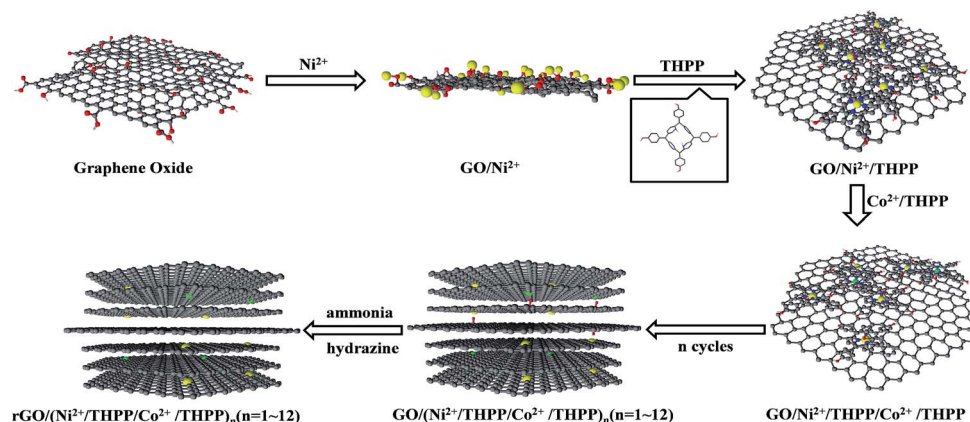 Ni²⁺
THPP
Graphene Oxide
GO/Ni²⁺
GO/Ni²⁺/THPP
Co²⁺/THPP
ammonia
hydrazine
n cycles
rGO/(Ni²⁺/THPP/Co²⁺ /THPP)ₙ(n=1~12)
GO/(Ni²⁺/THPP/Co²⁺ /THPP)ₙ(n=1~12)
GO/Ni²⁺/THPP/Co²⁺ /THPP